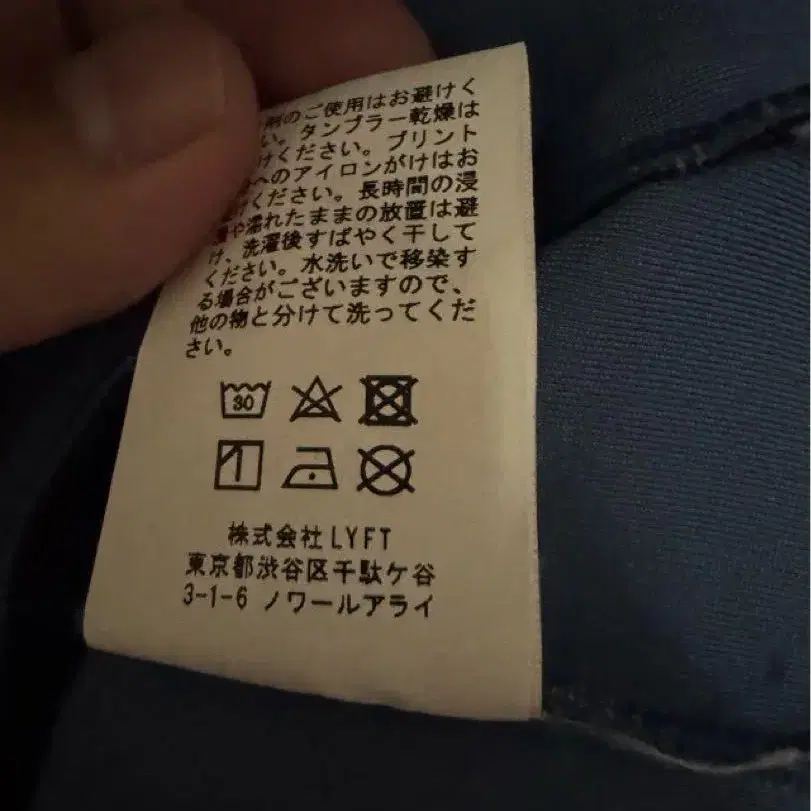 剤のご使用はお避けく
い。タンブラー乾燥は
けください。プリント
へのアイロンがけはお
ください。長時間の浸
や濡れたままの放置は避
け、洗濯後すばやく干して
ください。水洗いで移染す
る場合がございますので、
他の物と分けて洗ってくだ
さい。
30
株式会社LYFT
東京都渋谷区千駄ケ谷
3-1-6 ノワールアライ